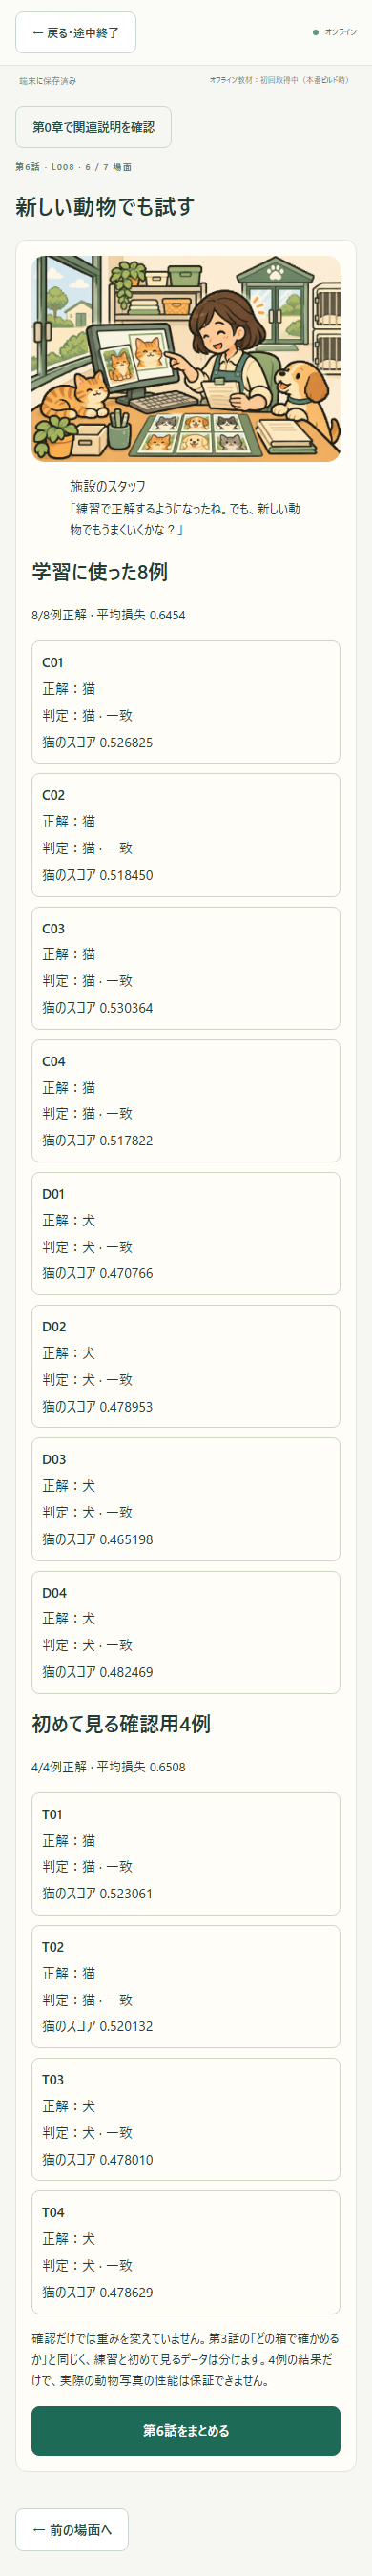 ← 戻る・途中終了
オンライン
端末に保存済み
オフライン教材：初回取得中（本番ビルド時）
第0章で関連説明を確認
第6話 · L008 · 6 / 7 場面
新しい動物でも試す
施設のスタッフ
「練習で正解するようになったね。でも、新しい動
物でもうまくいくかな？」
学習に使った8例
8/8例正解 · 平均損失 0.6454
C01
正解：猫
判定：猫 · 一致
猫のスコア 0.526825
C02
正解：猫
判定：猫 · 一致
猫のスコア 0.518450
C03
正解：猫
判定：猫 · 一致
猫のスコア 0.530364
C04
正解：猫
判定：猫 · 一致
猫のスコア 0.517822
D01
正解：犬
判定：犬 · 一致
猫のスコア 0.470766
D02
正解：犬
判定：犬 · 一致
猫のスコア 0.478953
D03
正解：犬
判定：犬 · 一致
猫のスコア 0.465198
D04
正解：犬
判定：犬 · 一致
猫のスコア 0.482469
初めて見る確認用4例
4/4例正解 · 平均損失 0.6508
T01
正解：猫
判定：猫 · 一致
猫のスコア 0.523061
T02
正解：猫
判定：猫 · 一致
猫のスコア 0.520132
T03
正解：犬
判定：犬 · 一致
猫のスコア 0.478010
T04
正解：犬
判定：犬 · 一致
猫のスコア 0.478629
確認だけでは重みを変えていません。第3話の「どの箱で確かめる
か」と同じく、練習と初めて見るデータは分けます。4例の結果だ
けで、実際の動物写真の性能は保証できません。
第6話をまとめる
← 前の場面へ